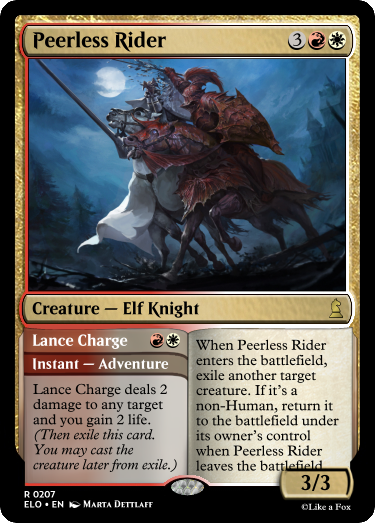 Peerless Rider 3
Creature — Elf Knight
Lance Charge
Instant — Adventure
Lance Charge deals 2
damage to any target
and you gain 2 life.
(Then exile this card.
You may cast the
creature later from exile.)
When Peerless Rider
enters the battlefield,
exile another target
creature. If it's a
non-Human, return it
to the battlefield under
its owner's control
when Peerless Rider
leaves the battlefield.
3/3
R 0207
ELO • EN Marta Dettlaff
©Like a Fox